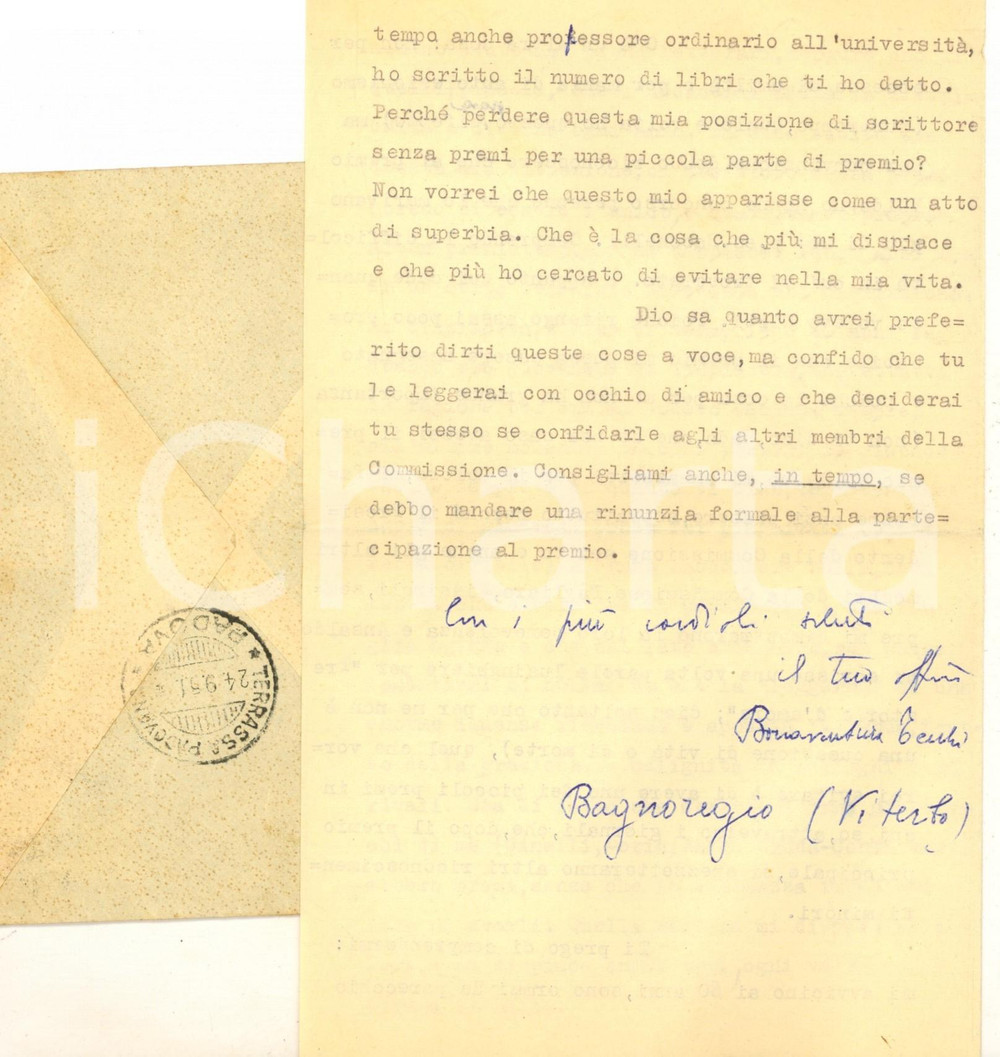 tempo anche professore ordinario all'università,
ho scritto il numero di libri che ti ho detto.
Perché perdere questa mia posizione di scrittore
senza premi per una piccola parte di premio?
Non vorrei che questo mio apparisse come un atto
di superbia. Che è la cosa che più mi dispiace
e che più ho cercato di evitare nella mia vita.
Dio sa quanto avrei prefe=
rito dirti queste cose a voce,ma confido che tu
le leggerai con occhio di amico e che deciderai
tu stesso se confidarle agli altri membri della
Commissione. Consigliami anche, in tempo, se
debbo mandare una rinunzia formale alla parte=
cipazione al premio.
Con i più cordiali saluti
il tuo aff.mo
Bonaventura Tecchi
Bagnoregio (Viterbo)
TERRASSA PADOVANA
* PADOVA *
24.9.51
iCharta